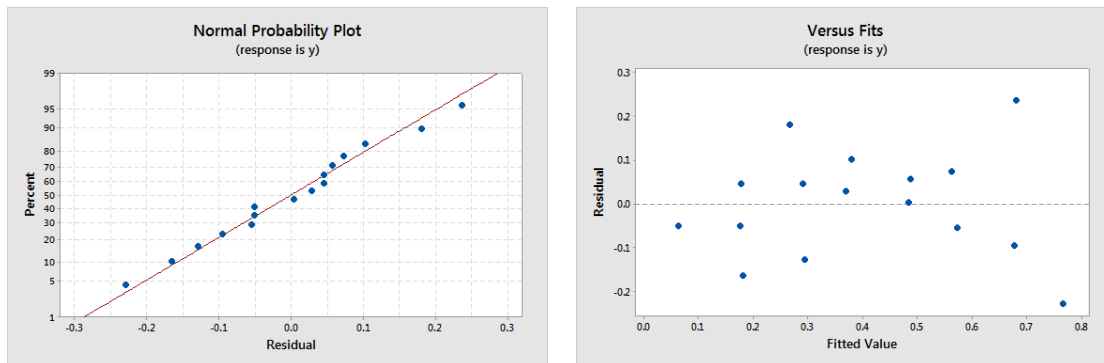 Normal Probability Plot
(response is y)
99
95
90
80
70
60
50
40
30
20
10
5
1
Percent
-0.3 -0.2 -0.1 0.0 0.1 0.2 0.3
Residual
Versus Fits
(response is y)
0.3
0.2
0.1
0.0
-0.1
-0.2
Residual
0.0 0.1 0.2 0.3 0.4 0.5 0.6 0.7 0.8
Fitted Value